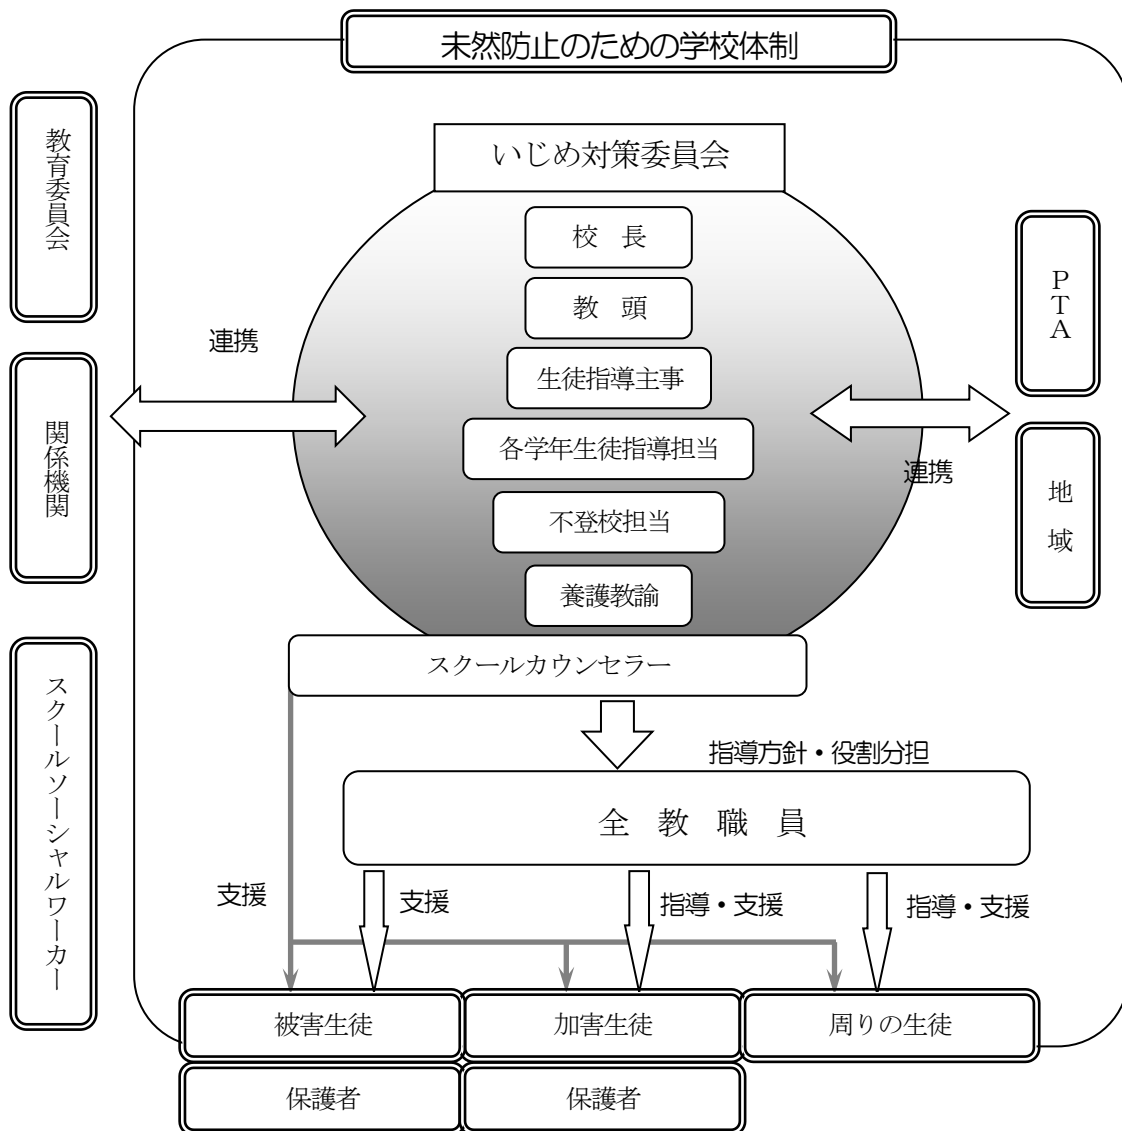 未然防止のための学校体制
教育委員会
関係機関
スクールソーシャルワーカー
連携
いじめ対策委員会
校　長
教　頭
生徒指導主事
各学年生徒指導担当
不登校担当
養護教諭
スクールカウンセラー
連携
ＰＴＡ
地　域
指導方針・役割分担
全　教　職　員
支援
支援
指導・支援
指導・支援
被害生徒
加害生徒
周りの生徒
保護者
保護者